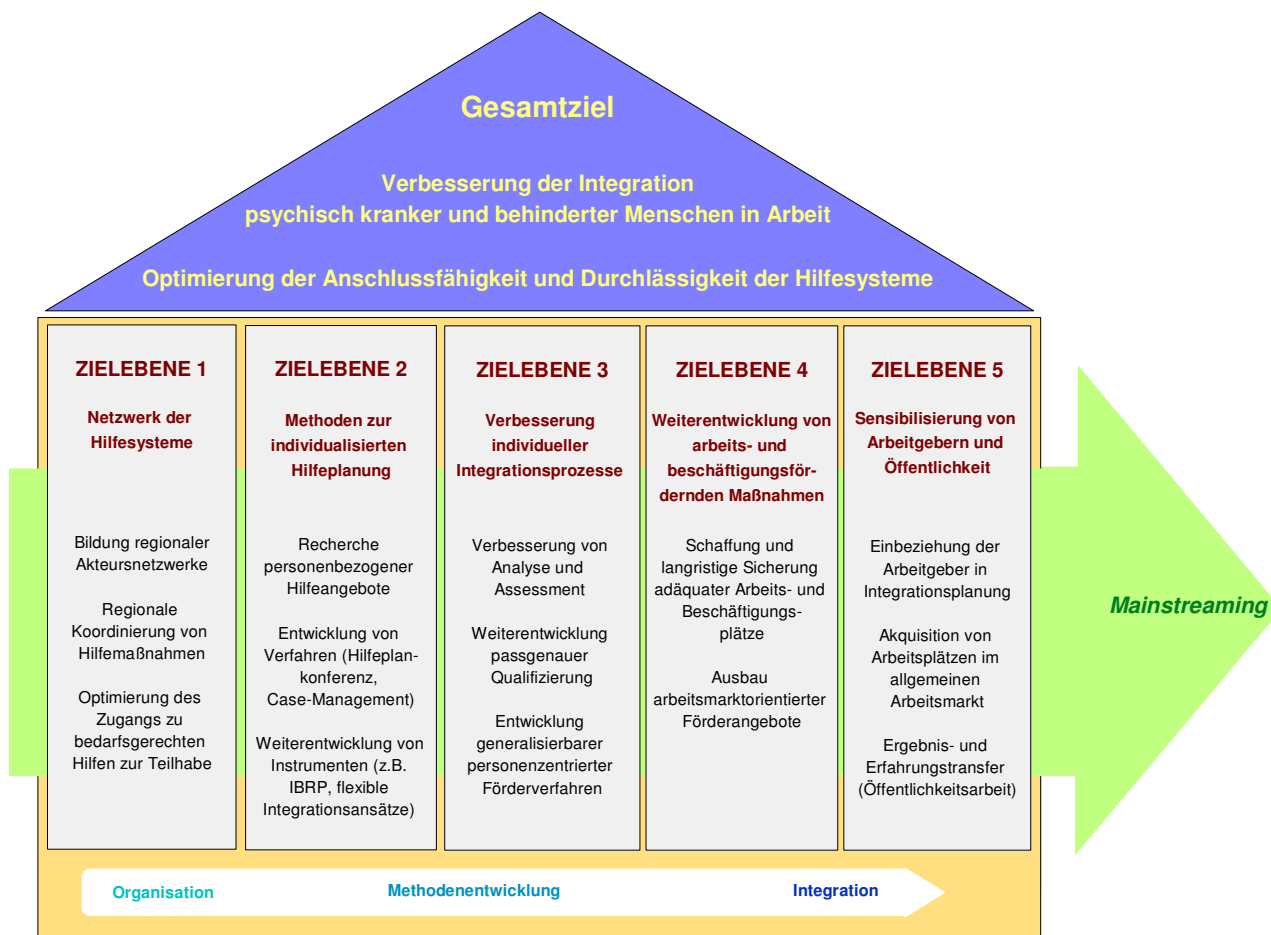 Gesamtziel
Verbesserung der Integration
psychisch kranker und behinderter Menschen in Arbeit
Optimierung der Anschlussfähigkeit und Durchlässigkeit der Hilfesysteme
ZIELEBENE 1
Netzwerk der
Hilfesysteme
Bildung regionaler
Akteursnetzwerke
Regionale
Koordinierung von
Hilfemaßnahmen
Optimierung des
Zugangs zu
bedarfsgerechten
Hilfen zur Teilhabe
ZIELEBENE 2
Methoden zur
individualisierten
Hilfeplanung
Recherche
personenbezogener
Hilfeangebote
Entwicklung von
Verfahren (Hilfeplan-
konferenz,
Case-Management)
Weiterentwicklung von
Instrumenten (z.B.
IBRP, flexible
Integrationsansätze)
ZIELEBENE 3
Verbesserung
individueller
Integrationsprozesse
Verbesserung von
Analyse und
Assessment
Weiterentwicklung
passgenauer
Qualifizierung
Entwicklung
generalisierbarer
personenzentrierter
Förderverfahren
ZIELEBENE 4
Weiterentwicklung von
arbeits- und
beschäftigungsför-
dernden Maßnahmen
Schaffung und
langristige Sicherung
adäquater Arbeits- und
Beschäftigungs-
plätze
Ausbau
arbeitsmarktorientierter
Förderangebote
ZIELEBENE 5
Sensibilisierung von
Arbeitgebern und
Öffentlichkeit
Einbeziehung der
Arbeitgeber in
Integrationsplanung
Akquisition von
Arbeitsplätzen im
allgemeinen
Arbeitsmarkt
Ergebnis- und
Erfahrungstransfer
(Öffentlichkeitsarbeit)
Mainstreaming
Organisation
Methodenentwicklung
Integration